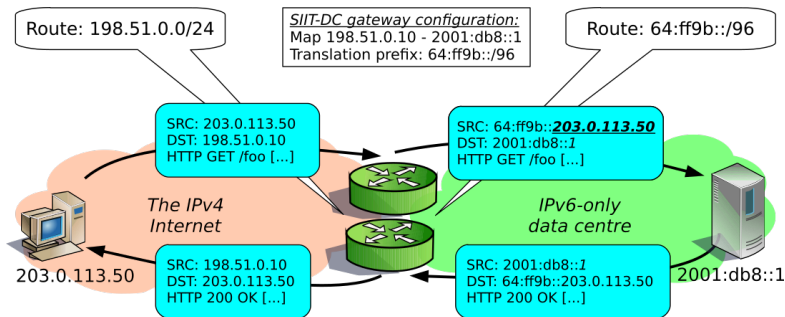 SIIT-DC gateway configuration:
Map 198.51.0.10 - 2001:db8::1
Translation prefix: 64:ff9b::/96
Route: 198.51.0.0/24
Route: 64:ff9b::/96
SRC: 203.0.113.50
DST: 198.51.0.10
HTTP GET /foo [...]
SRC: 64:ff9b::203.0.113.50
DST: 2001:db8::1
HTTP GET /foo [...]
The IPv4
Internet
IPv6-only
data centre
203.0.113.50
2001:db8::1
SRC: 198.51.0.10
DST: 203.0.113.50
HTTP 200 OK [...]
SRC: 2001:db8::1
DST: 64:ff9b::203.0.113.50
HTTP 200 OK [...]